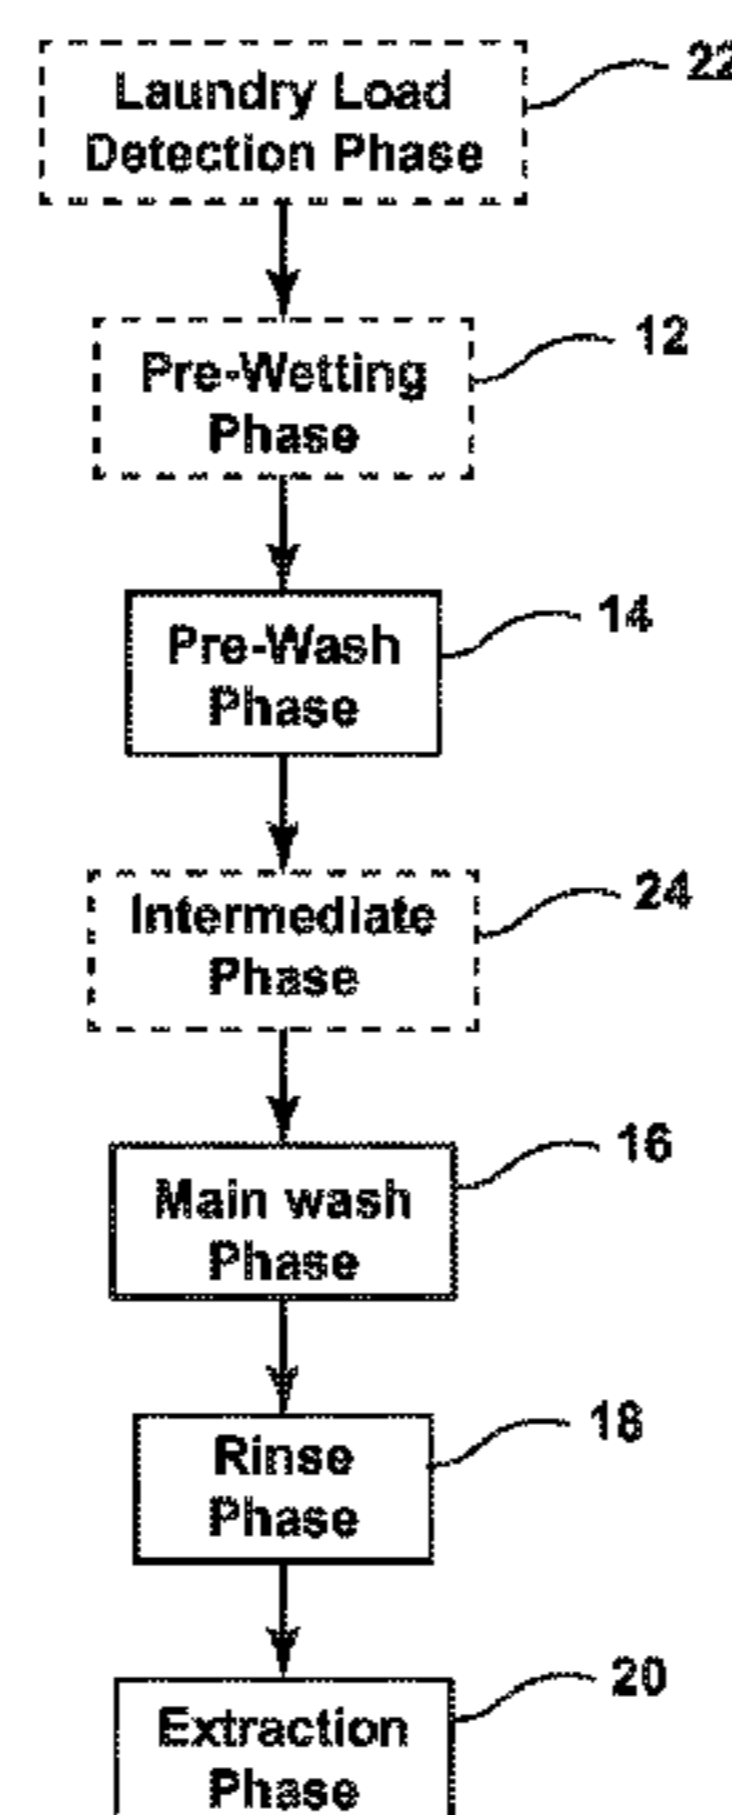 Laundry Load
Detection Phase
22
Pre-Wetting
Phase
12
Pre-Wash
Phase
14
Intermediate
Phase
24
Main wash
Phase
16
Rinse
Phase
18
Extraction
Phase
20